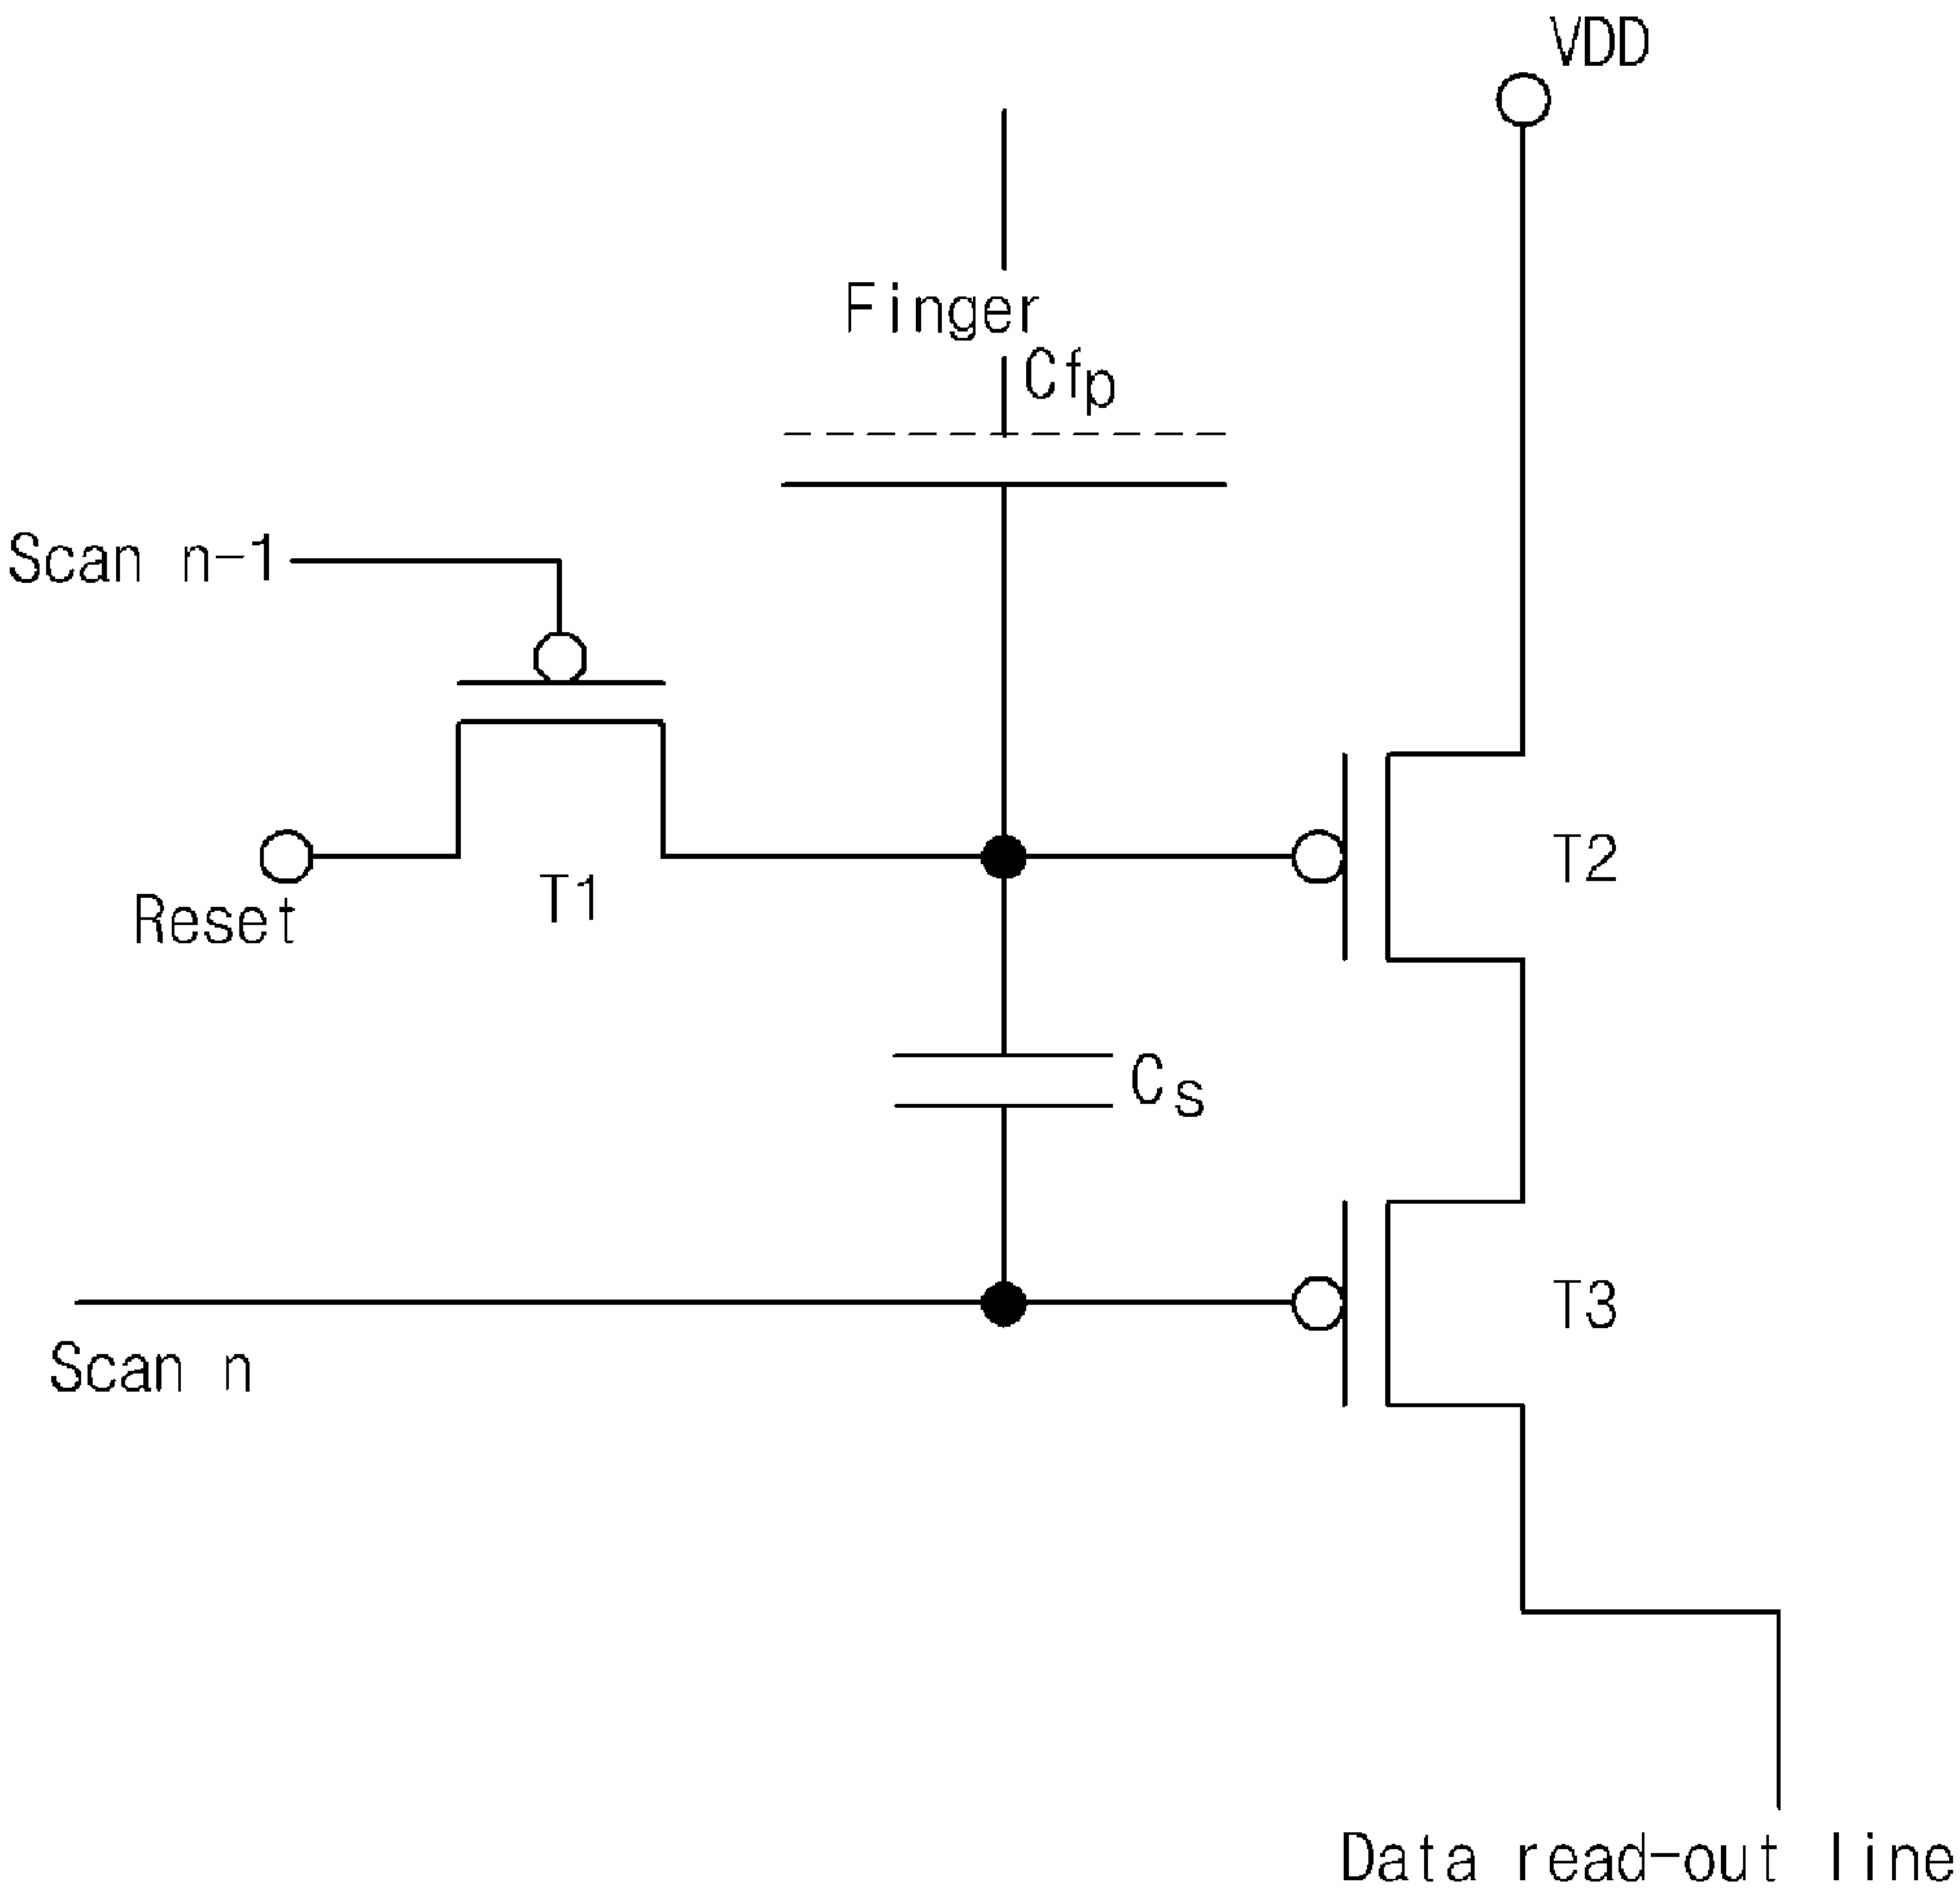 VDD
Finger
Cfp
Scan n-1
T1
Reset
T2
Cs
T3
Scan n
Data read-out line